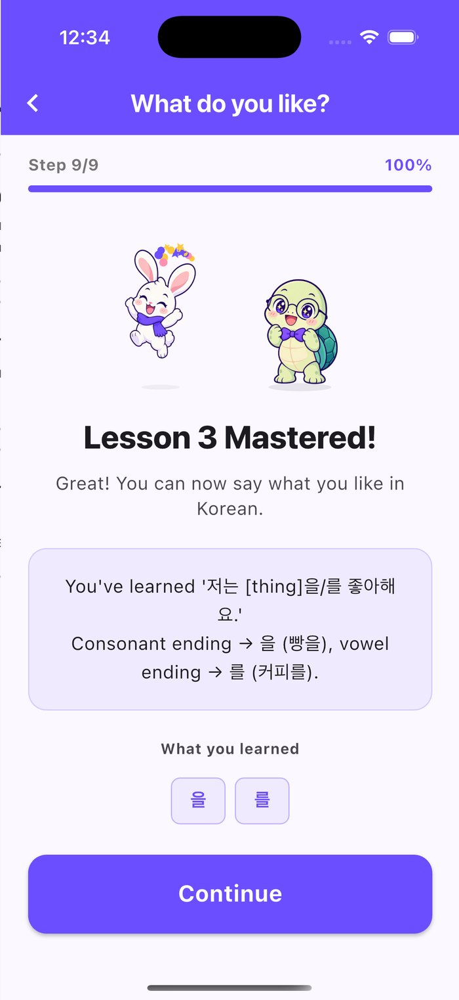 12:34
What do you like?
Step 9/9
100%
Lesson 3 Mastered!
Great! You can now say what you like in
Korean.
You've learned '저는 [thing]을/를 좋아해
요.'
Consonant ending → 을 (빵을), vowel
ending → 를 (커피를).
What you learned
을
를
Continue